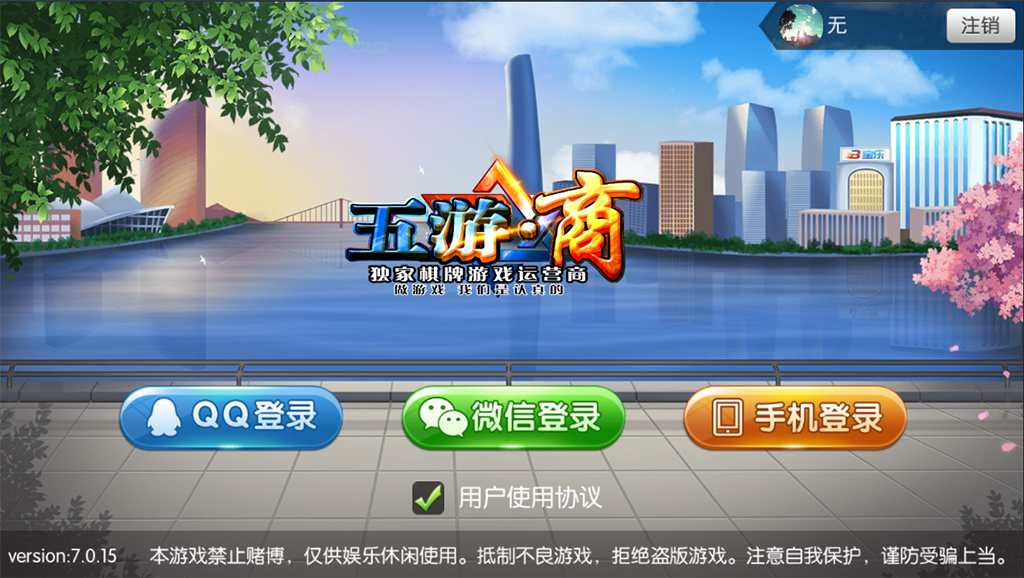 无
注销
B 宝乐
五游·商
独家棋牌游戏运营商
做游戏 我们是认真的
QQ登录
微信登录
手机登录
用户使用协议
version:7.0.15 本游戏禁止赌博，仅供娱乐休闲使用。抵制不良游戏，拒绝盗版游戏。注意自我保护，谨防受骗上当。